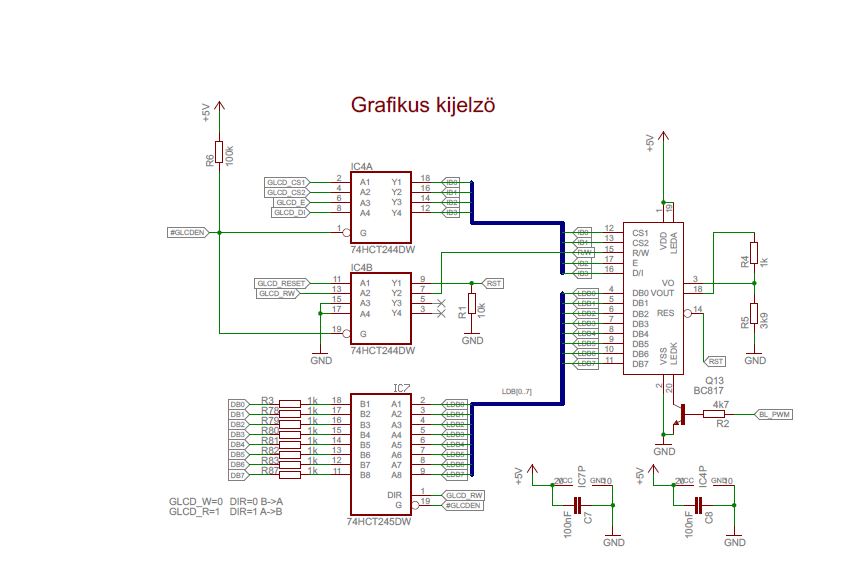 Grafikus kijelzö
+5V
R6
100k
IC4A
GLCD_CS1 2 A1 Y1 18 IB0
GLCD_CS2 4 A2 Y2 16 IB1
GLCD_E 6 A3 Y3 14 IB2
GLCD_DI 8 A4 Y4 12 IB3
#GLCDEN 1 G
74HCT244DW
IC4B
GLCD_RESET 11 A1 Y1 9 RST
GLCD_RW 13 A2 Y2 7
15 A3 Y3 5
17 A4 Y4 3
19 G
74HCT244DW
GND
R1
10k
GND
IC7
DB0 R3 1k 18 B1 A1 2 LDB0
DB1 R78 1k 17 B2 A2 3 LDB1
DB2 R79 1k 16 B3 A3 4 LDB2
DB3 R80 1k 15 B4 A4 5 LDB3
DB4 R81 1k 14 B5 A5 6 LDB4
DB5 R82 1k 13 B6 A6 7 LDB5
DB6 R83 1k 12 B7 A7 8 LDB6
DB7 R87 1k 11 B8 A8 9 LDB7
DIR 1 GLCD_RW
G 19 #GLCDEN
74HCT245DW
GLCD_W=0 DIR=0 B->A
GLCD_R=1 DIR=1 A->B
LDB[0..7]
+5V
1 19
VDD LEDA
IB0 12 CS1
IB1 13 CS2
R/W 15 R/W
IB2 17 E
IB3 16 D/I
VO 3
LDB0 4 DB0 VOUT 18
LDB1 5 DB1
LDB2 6 DB2 RES 14
LDB3 7 DB3
LDB4 8 DB4
LDB5 9 DB5
LDB6 10 DB6
LDB7 11 DB7
VSS LEDK
2 20
R4
1k
R5
3k9
GND
RST
Q13
BC817
4k7
R2
BL_PWM
GND
+5V
20 VCC IC7P GND 10
100nF C7
GND
+5V
20 VCC IC4P GND 10
100nF C8
GND